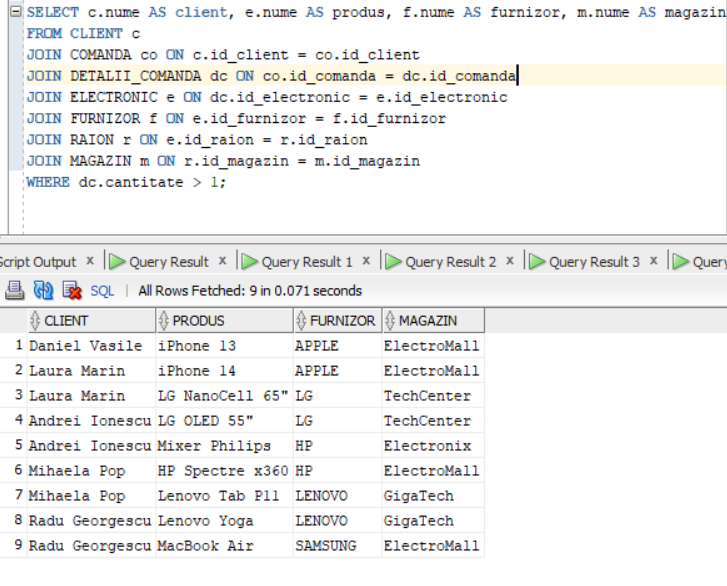 SELECT c.nume AS client, e.nume AS produs, f.nume AS furnizor, m.nume AS magazin
FROM CLIENT c
JOIN COMANDA co ON c.id_client = co.id_client
JOIN DETALII_COMANDA dc ON co.id_comanda = dc.id_comanda
JOIN ELECTRONIC e ON dc.id_electronic = e.id_electronic
JOIN FURNIZOR f ON e.id_furnizor = f.id_furnizor
JOIN RAION r ON e.id_raion = r.id_raion
JOIN MAGAZIN m ON r.id_magazin = m.id_magazin
WHERE dc.cantitate > 1;
Script Output x Query Result x Query Result 1 x Query Result 2 x Query Result 3 x Query
SQL | All Rows Fetched: 9 in 0.071 seconds
CLIENT PRODUS FURNIZOR MAGAZIN
1 Daniel Vasile iPhone 13 APPLE ElectroMall
2 Laura Marin iPhone 14 APPLE ElectroMall
3 Laura Marin LG NanoCell 65" LG TechCenter
4 Andrei Ionescu LG OLED 55" LG TechCenter
5 Andrei Ionescu Mixer Philips HP Electronix
6 Mihaela Pop HP Spectre x360 HP ElectroMall
7 Mihaela Pop Lenovo Tab P11 LENOVO GigaTech
8 Radu Georgescu Lenovo Yoga LENOVO GigaTech
9 Radu Georgescu MacBook Air SAMSUNG ElectroMall